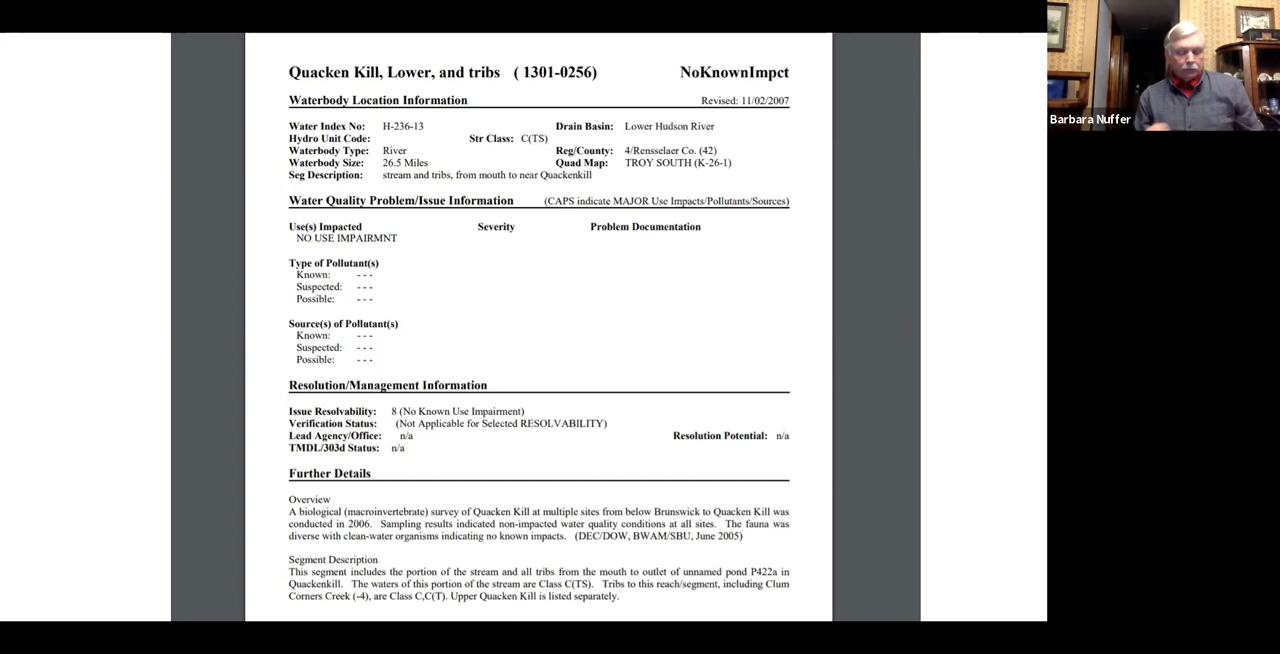 Quacken Kill, Lower, and tribs ( 1301-0256) NoKnownImpct
Waterbody Location Information Revised: 11/02/2007
Water Index No: H-236-13 Drain Basin: Lower Hudson River
Hydro Unit Code: Str Class: C(TS)
Waterbody Type: River Reg/County: 4/Rensselaer Co. (42)
Waterbody Size: 26.5 Miles Quad Map: TROY SOUTH (K-26-1)
Seg Description: stream and tribs, from mouth to near Quackenkill
Water Quality Problem/Issue Information (CAPS indicate MAJOR Use Impacts/Pollutants/Sources)
Use(s) Impacted Severity Problem Documentation
NO USE IMPAIRMNT
Type of Pollutant(s)
Known: - - -
Suspected: - - -
Possible: - - -
Source(s) of Pollutant(s)
Known: - - -
Suspected: - - -
Possible: - - -
Resolution/Management Information
Issue Resolvability: 8 (No Known Use Impairment)
Verification Status: (Not Applicable for Selected RESOLVABILITY)
Lead Agency/Office: n/a Resolution Potential: n/a
TMDL/303d Status: n/a
Further Details
Overview
A biological (macroinvertebrate) survey of Quacken Kill at multiple sites from below Brunswick to Quacken Kill was
conducted in 2006. Sampling results indicated non-impacted water quality conditions at all sites. The fauna was
diverse with clean-water organisms indicating no known impacts. (DEC/DOW, BWAM/SBU, June 2005)
Segment Description
This segment includes the portion of the stream and all tribs from the mouth to outlet of unnamed pond P422a in
Quackenkill. The waters of this portion of the stream are Class C(TS). Tribs to this reach/segment, including Clum
Corners Creek (-4), are Class C,C(T). Upper Quacken Kill is listed separately.
Barbara Nuffer